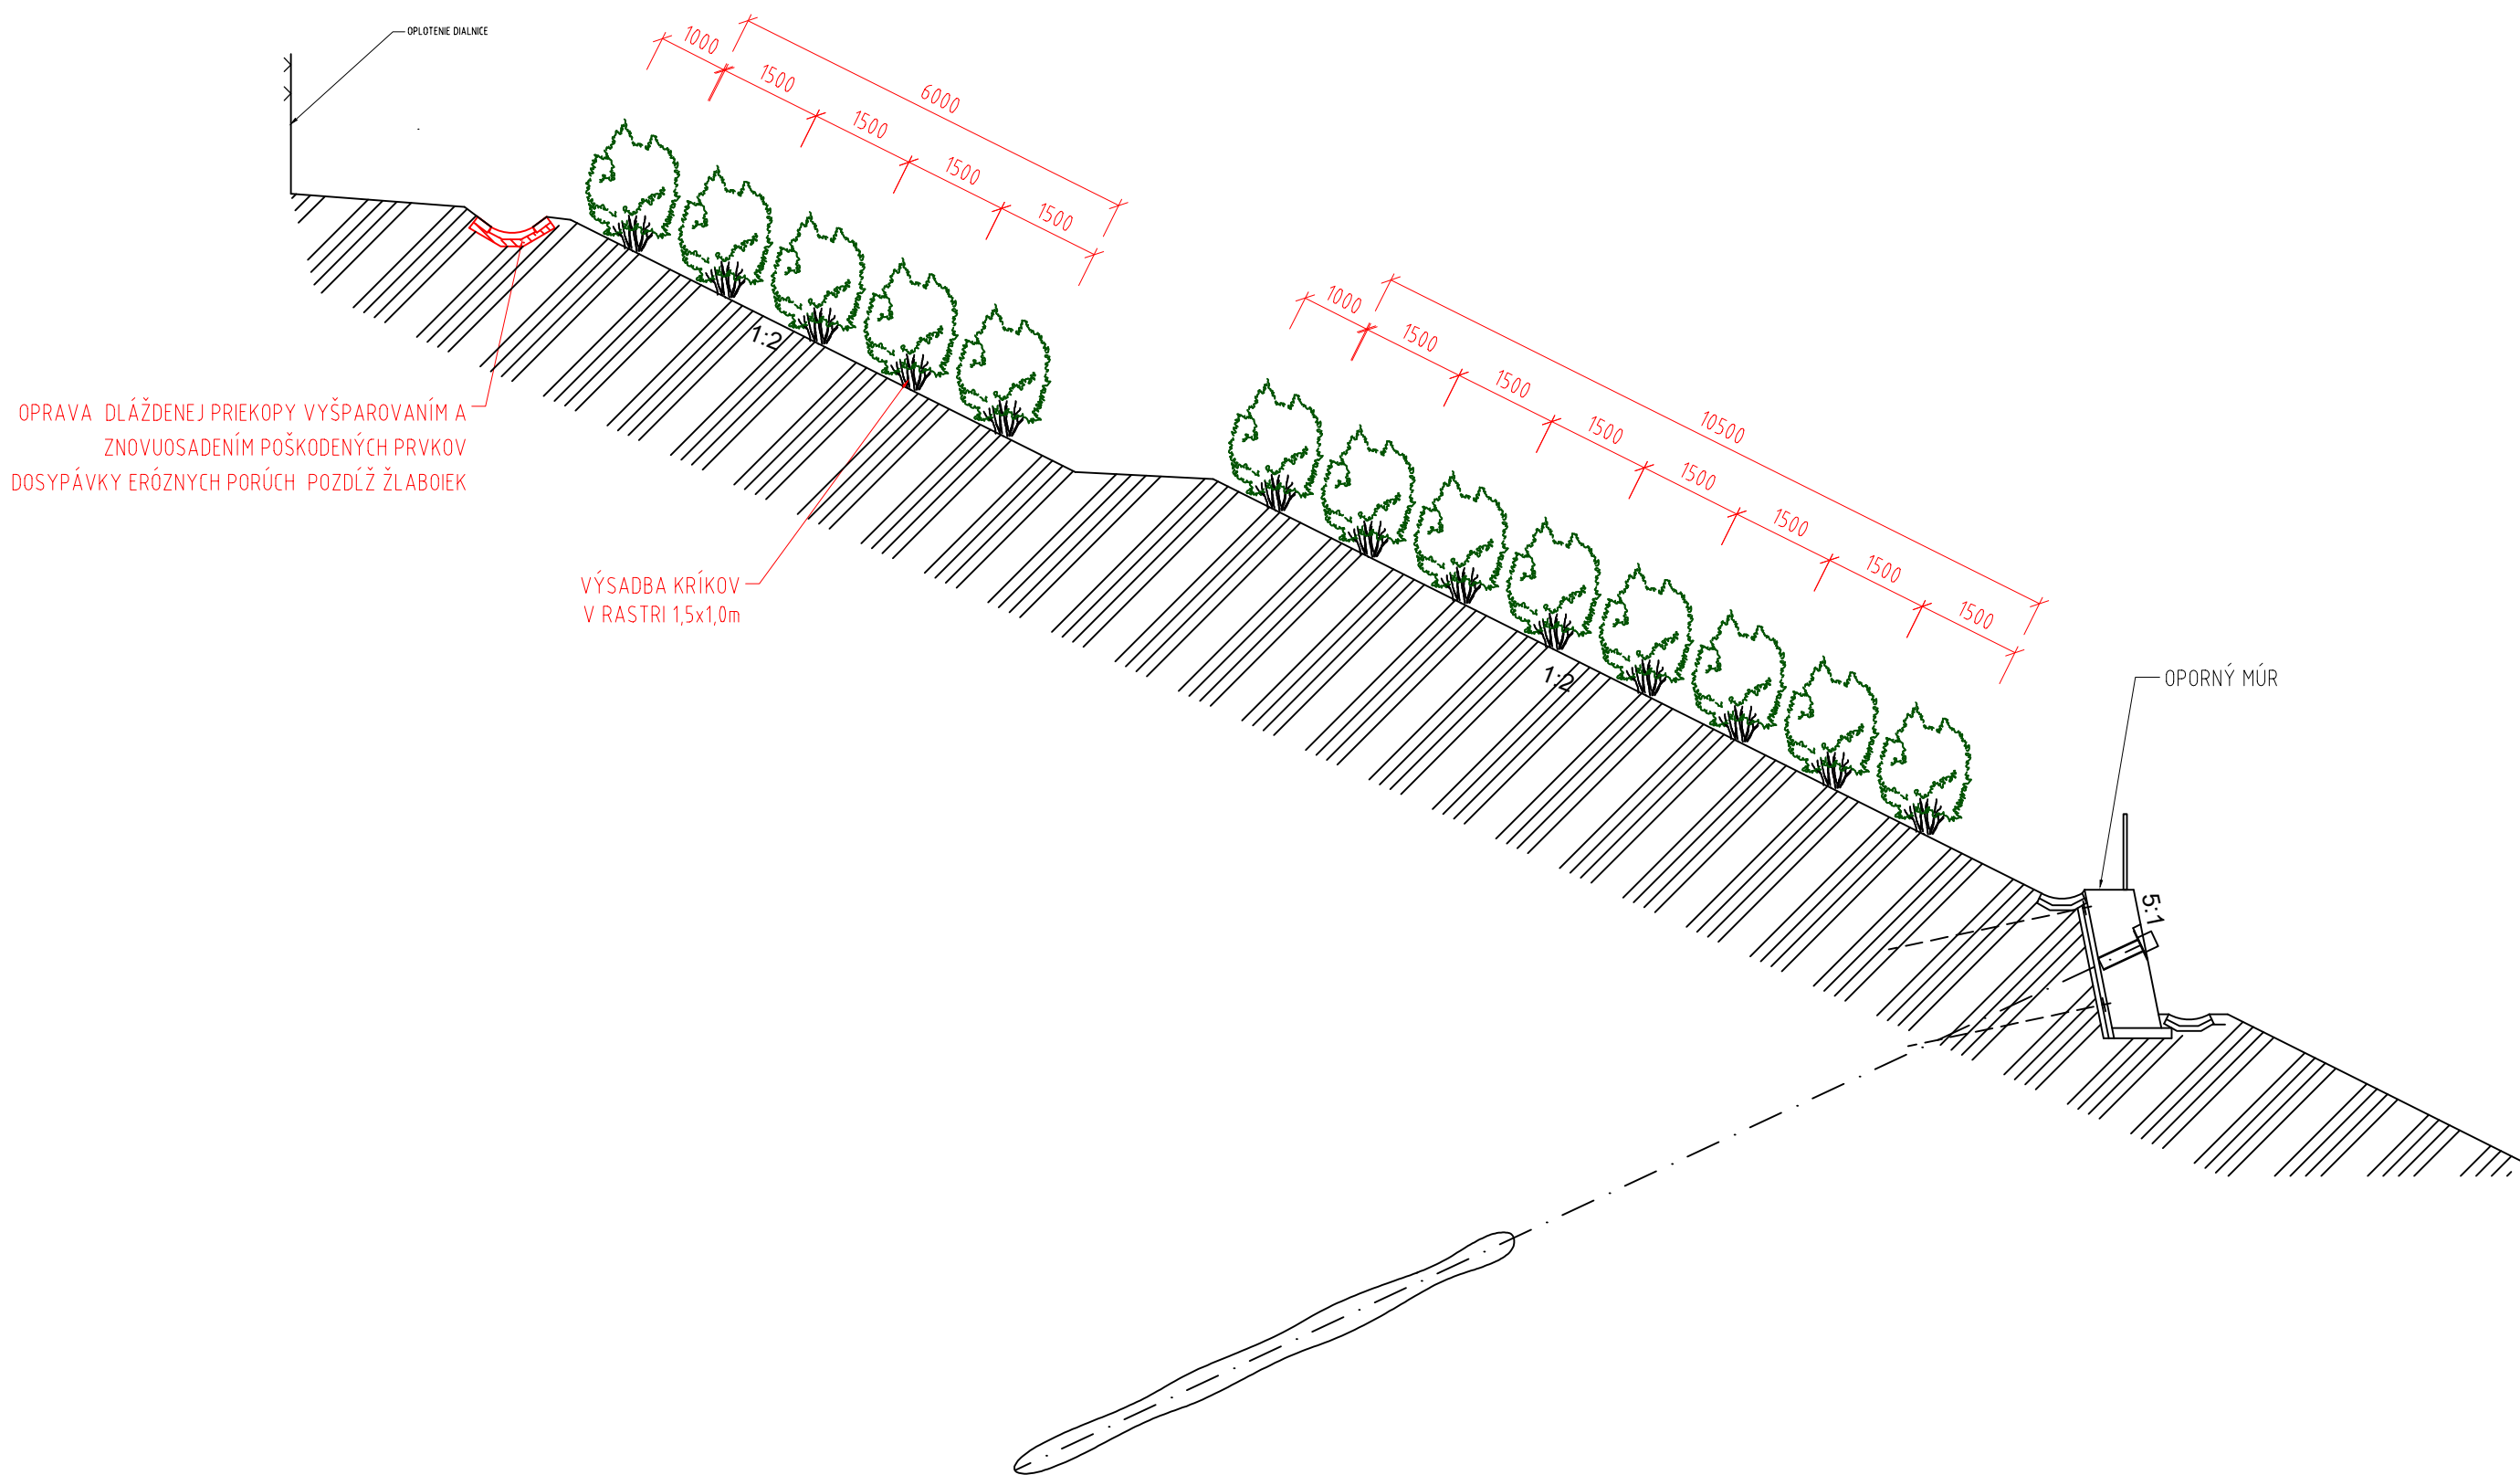 OPLOTENIE DIALNICE
1000
1500
1500
1500
1500
6000
1000
1500
1500
1500
1500
1500
1500
1500
10500
1:2
OPRAVA DLÁŽDENEJ PRIEKOPY VYŠPAROVANÍM A
ZNOVUOSADENÍM POŠKODENÝCH PRVKOV
DOSYPÁVKY ERÓZNYCH PORÚCH POZDĹŽ ŽLABOIEK
VÝSADBA KRÍKOV
V RASTRI 1,5x1,0m
1:2
OPORNÝ MÚR
5:1